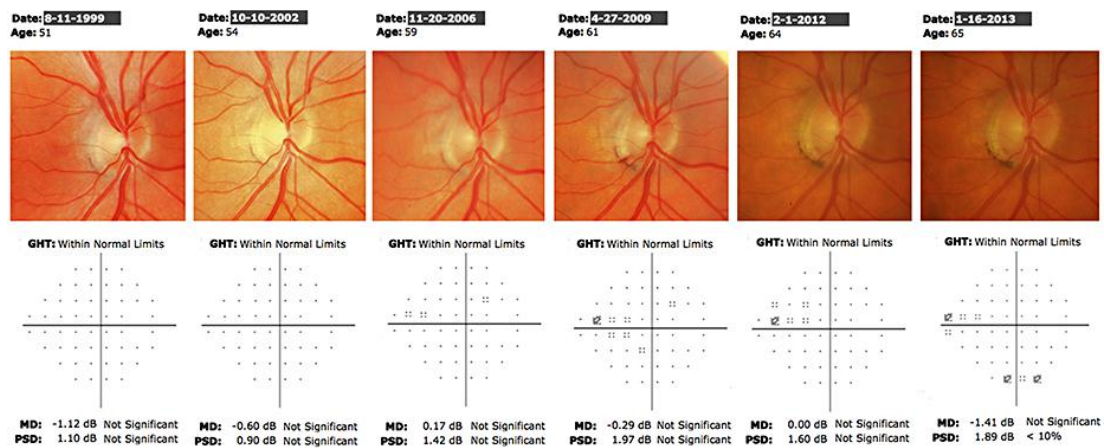 Date: 8-11-1999
Age: 51
Date: 10-10-2002
Age: 54
Date: 11-20-2006
Age: 59
Date: 4-27-2009
Age: 61
Date: 2-1-2012
Age: 64
Date: 1-16-2013
Age: 65
GHT: Within Normal Limits
GHT: Within Normal Limits
GHT: Within Normal Limits
GHT: Within Normal Limits
GHT: Within Normal Limits
GHT: Within Normal Limits
MD: -1.12 dB Not Significant
PSD: 1.10 dB Not Significant
MD: -0.60 dB Not Significant
PSD: 0.90 dB Not Significant
MD: 0.17 dB Not Significant
PSD: 1.42 dB Not Significant
MD: -0.29 dB Not Significant
PSD: 1.97 dB Not Significant
MD: 0.00 dB Not Significant
PSD: 1.60 dB Not Significant
MD: -1.41 dB Not Significant
PSD: 1.89 dB < 10%